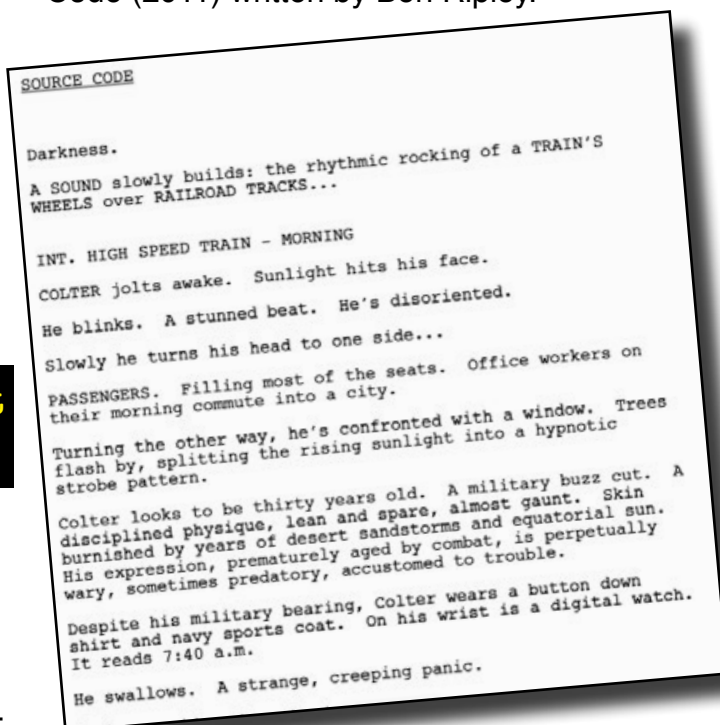 Code (2011) written by Ben Ripley.
SOURCE CODE
Darkness.
A SOUND slowly builds: the rhythmic rocking of a TRAIN'S
WHEELS over RAILROAD TRACKS...
INT. HIGH SPEED TRAIN - MORNING
COLTER jolts awake. Sunlight hits his face.
He blinks. A stunned beat. He's disoriented.
Slowly he turns his head to one side...
PASSENGERS. Filling most of the seats. Office workers on
their morning commute into a city.
Turning the other way, he's confronted with a window. Trees
flash by, splitting the rising sunlight into a hypnotic
strobe pattern.
Colter looks to be thirty years old. A military buzz cut. A
disciplined physique, lean and spare, almost gaunt. Skin
burnished by years of desert sandstorms and equatorial sun.
His expression, prematurely aged by combat, is perpetually
wary, sometimes predatory, accustomed to trouble.
Despite his military bearing, Colter wears a button down
shirt and navy sports coat. On his wrist is a digital watch.
It reads 7:40 a.m.
He swallows. A strange, creeping panic.